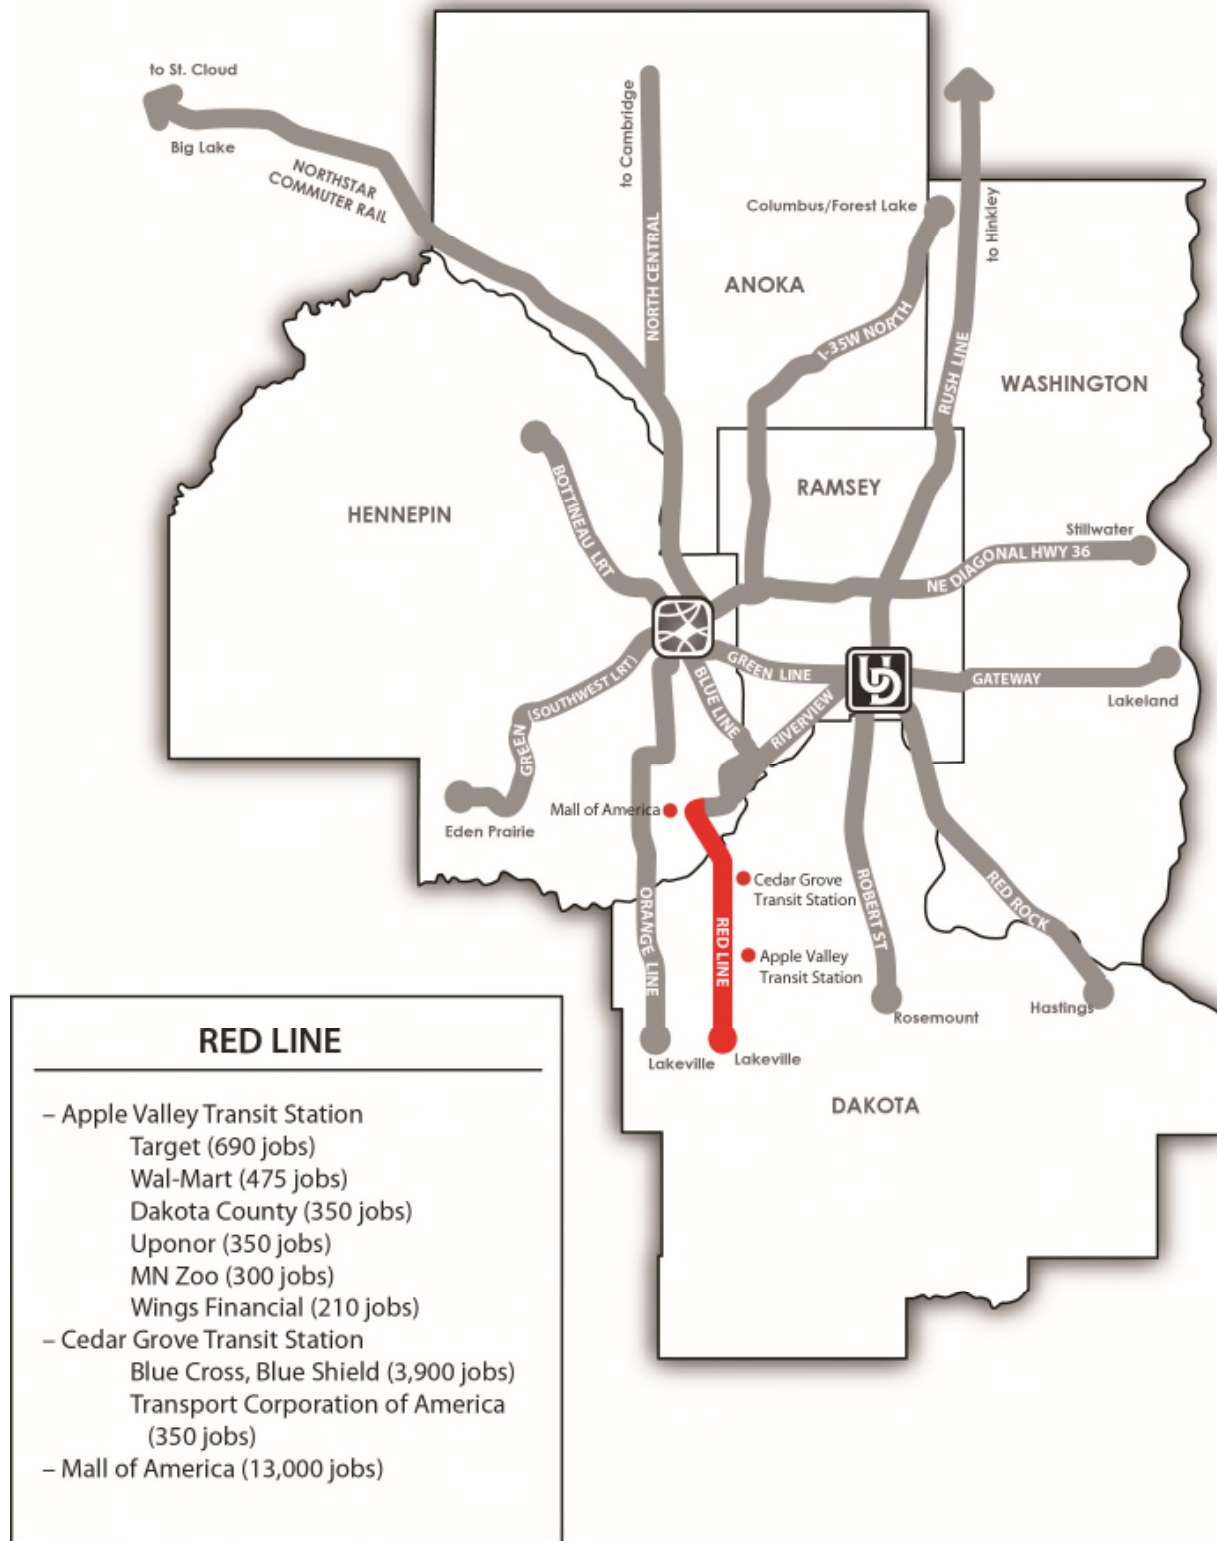 to St. Cloud
Big Lake
NORTHSTAR
COMMUTER RAIL
to Cambridge
NORTH CENTRAL
Columbus/Forest Lake
to Hinkley
ANOKA
I-35W NORTH
RUSH LINE
WASHINGTON
BOTTINEAU LRT
HENNEPIN
RAMSEY
Stillwater
NE DIAGONAL HWY 36
GREEN LINE
UD
GATEWAY
Lakeland
GREEN (SOUTHWEST LRT)
BLUE LINE
RIVERVIEW
Eden Prairie
Mall of America
Cedar Grove
Transit Station
ORANGE LINE
RED LINE
Apple Valley
Transit Station
ROBERT ST
RED ROCK
Rosemount
Hastings
Lakeville
Lakeville
DAKOTA
RED LINE
– Apple Valley Transit Station
Target (690 jobs)
Wal-Mart (475 jobs)
Dakota County (350 jobs)
Uponor (350 jobs)
MN Zoo (300 jobs)
Wings Financial (210 jobs)
– Cedar Grove Transit Station
Blue Cross, Blue Shield (3,900 jobs)
Transport Corporation of America
(350 jobs)
– Mall of America (13,000 jobs)